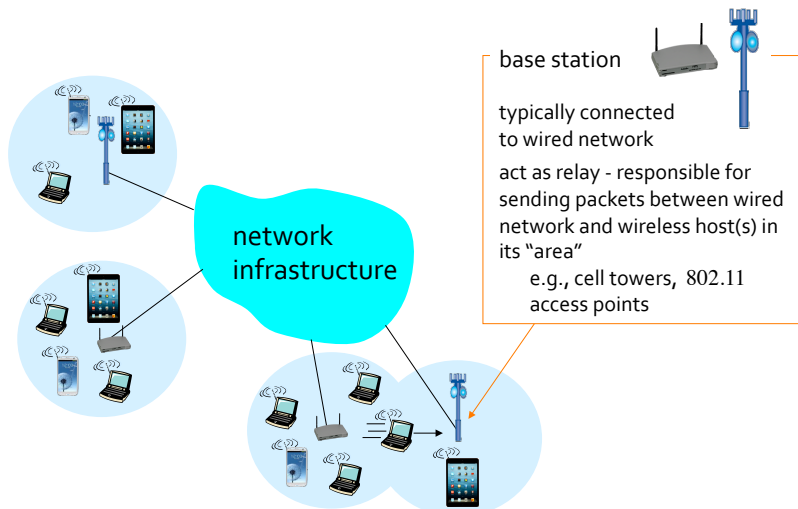 base station
typically connected
to wired network
act as relay - responsible for
sending packets between wired
network and wireless host(s) in
its “area”
e.g., cell towers, 802.11
access points
network
infrastructure